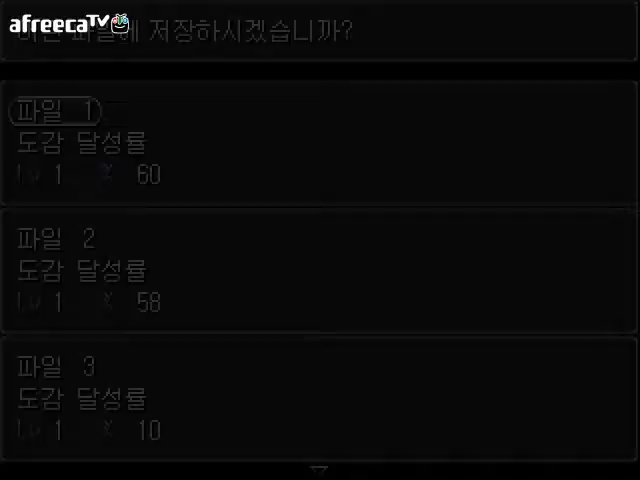 afreecaTV
어떤 파일에 저장하시겠습니까?
파일 1
도감 달성률
Lv 1 % 60
파일 2
도감 달성률
Lv 1 % 58
파일 3
도감 달성률
Lv 1 % 10